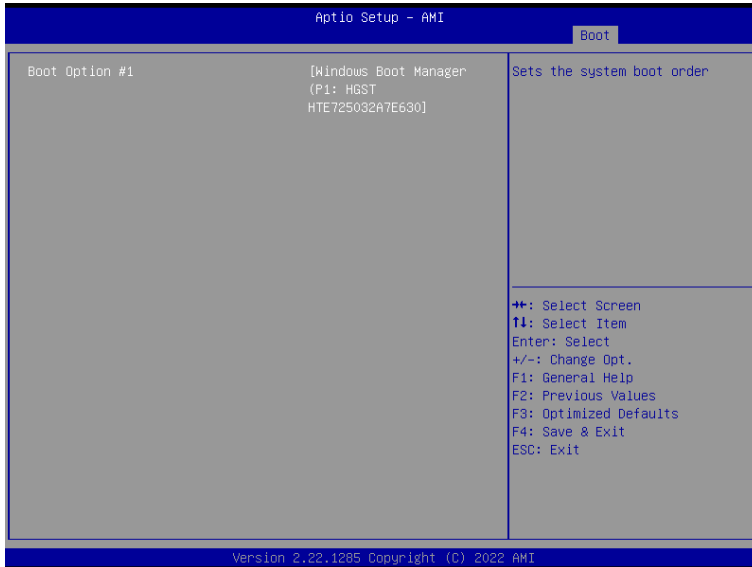 Aptio Setup – AMI
Boot
Boot Option #1
[Windows Boot Manager
(P1: HGST
HTE725032A7E630]
Sets the system boot order
→←: Select Screen
↑↓: Select Item
Enter: Select
+/-: Change Opt.
F1: General Help
F2: Previous Values
F3: Optimized Defaults
F4: Save & Exit
ESC: Exit
Version 2.22.1285 Copyright (C) 2022 AMI